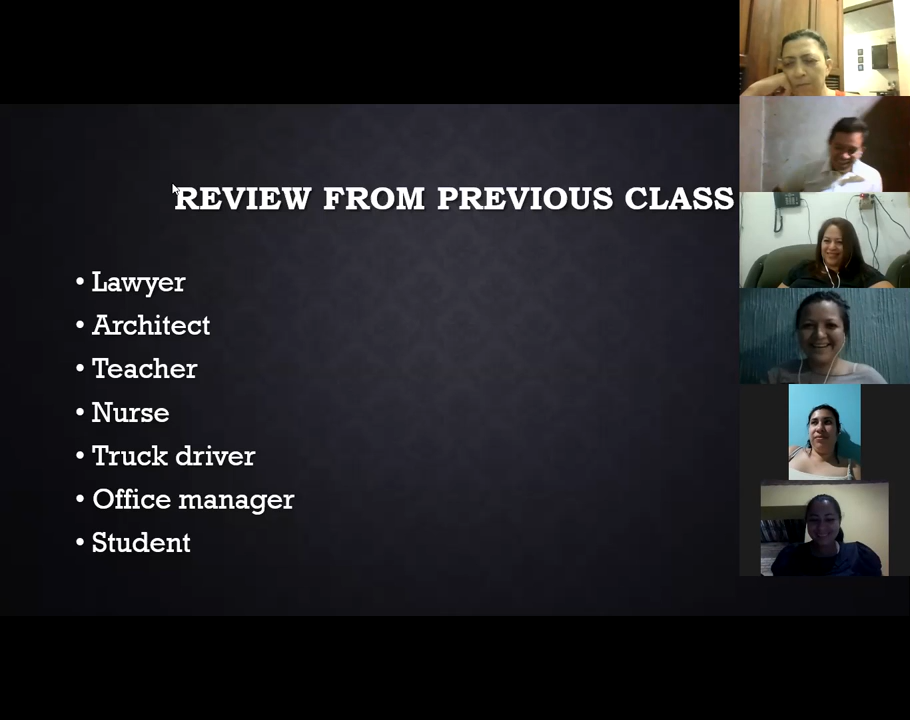 REVIEW FROM PREVIOUS CLASS
• Lawyer
• Architect
• Teacher
• Nurse
• Truck driver
• Office manager
• Student